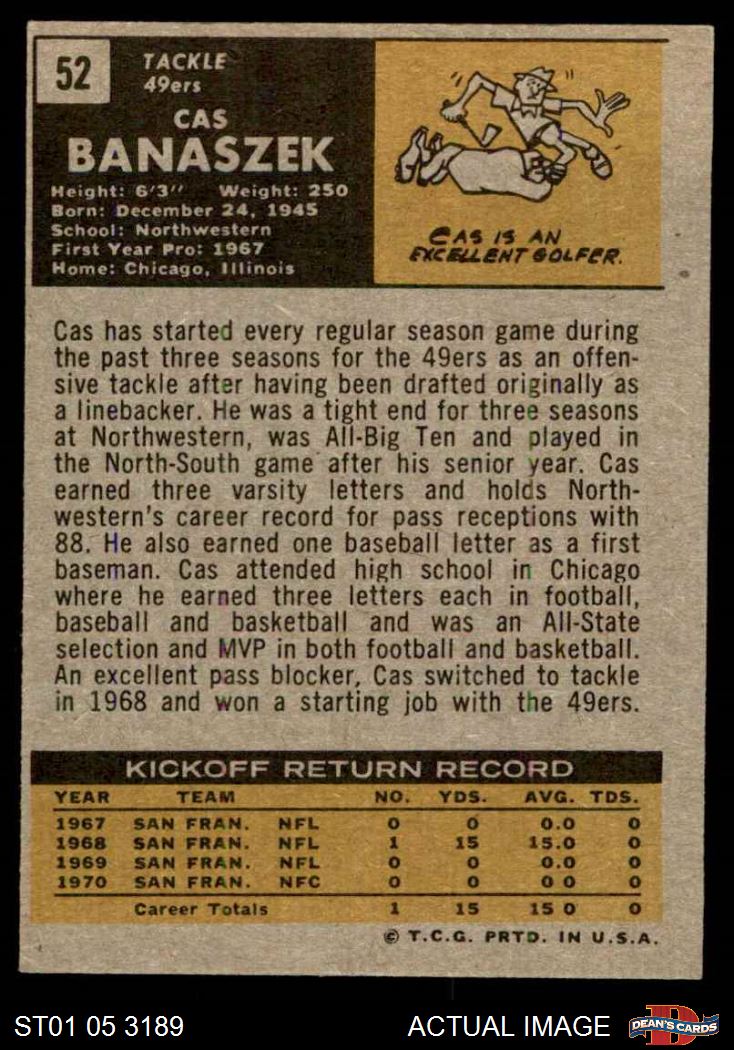 52
TACKLE
49ers
CAS
BANASZEK
Height: 6'3" Weight: 250
Born: December 24, 1945
School: Northwestern
First Year Pro: 1967
Home: Chicago, Illinois
CAS IS AN
EXCELLENT GOLFER.
Cas has started every regular season game during
the past three seasons for the 49ers as an offen-
sive tackle after having been drafted originally as
a linebacker. He was a tight end for three seasons
at Northwestern, was All-Big Ten and played in
the North-South game after his senior year. Cas
earned three varsity letters and holds North-
western's career record for pass receptions with
88. He also earned one baseball letter as a first
baseman. Cas attended high school in Chicago
where he earned three letters each in football,
baseball and basketball and was an All-State
selection and MVP in both football and basketball.
An excellent pass blocker, Cas switched to tackle
in 1968 and won a starting job with the 49ers.
KICKOFF RETURN RECORD
YEAR TEAM NO. YDS. AVG. TDS.
1967 SAN FRAN. NFL 0 0 0.0 0
1968 SAN FRAN. NFL 1 15 15.0 0
1969 SAN FRAN. NFL 0 0 0.0 0
1970 SAN FRAN. NFC 0 0 0 0 0
Career Totals 1 15 15 0 0
© T.C.G. PRTD. IN U.S.A.
ST01 05 3189 ACTUAL IMAGE
D
DEAN'S CARDS